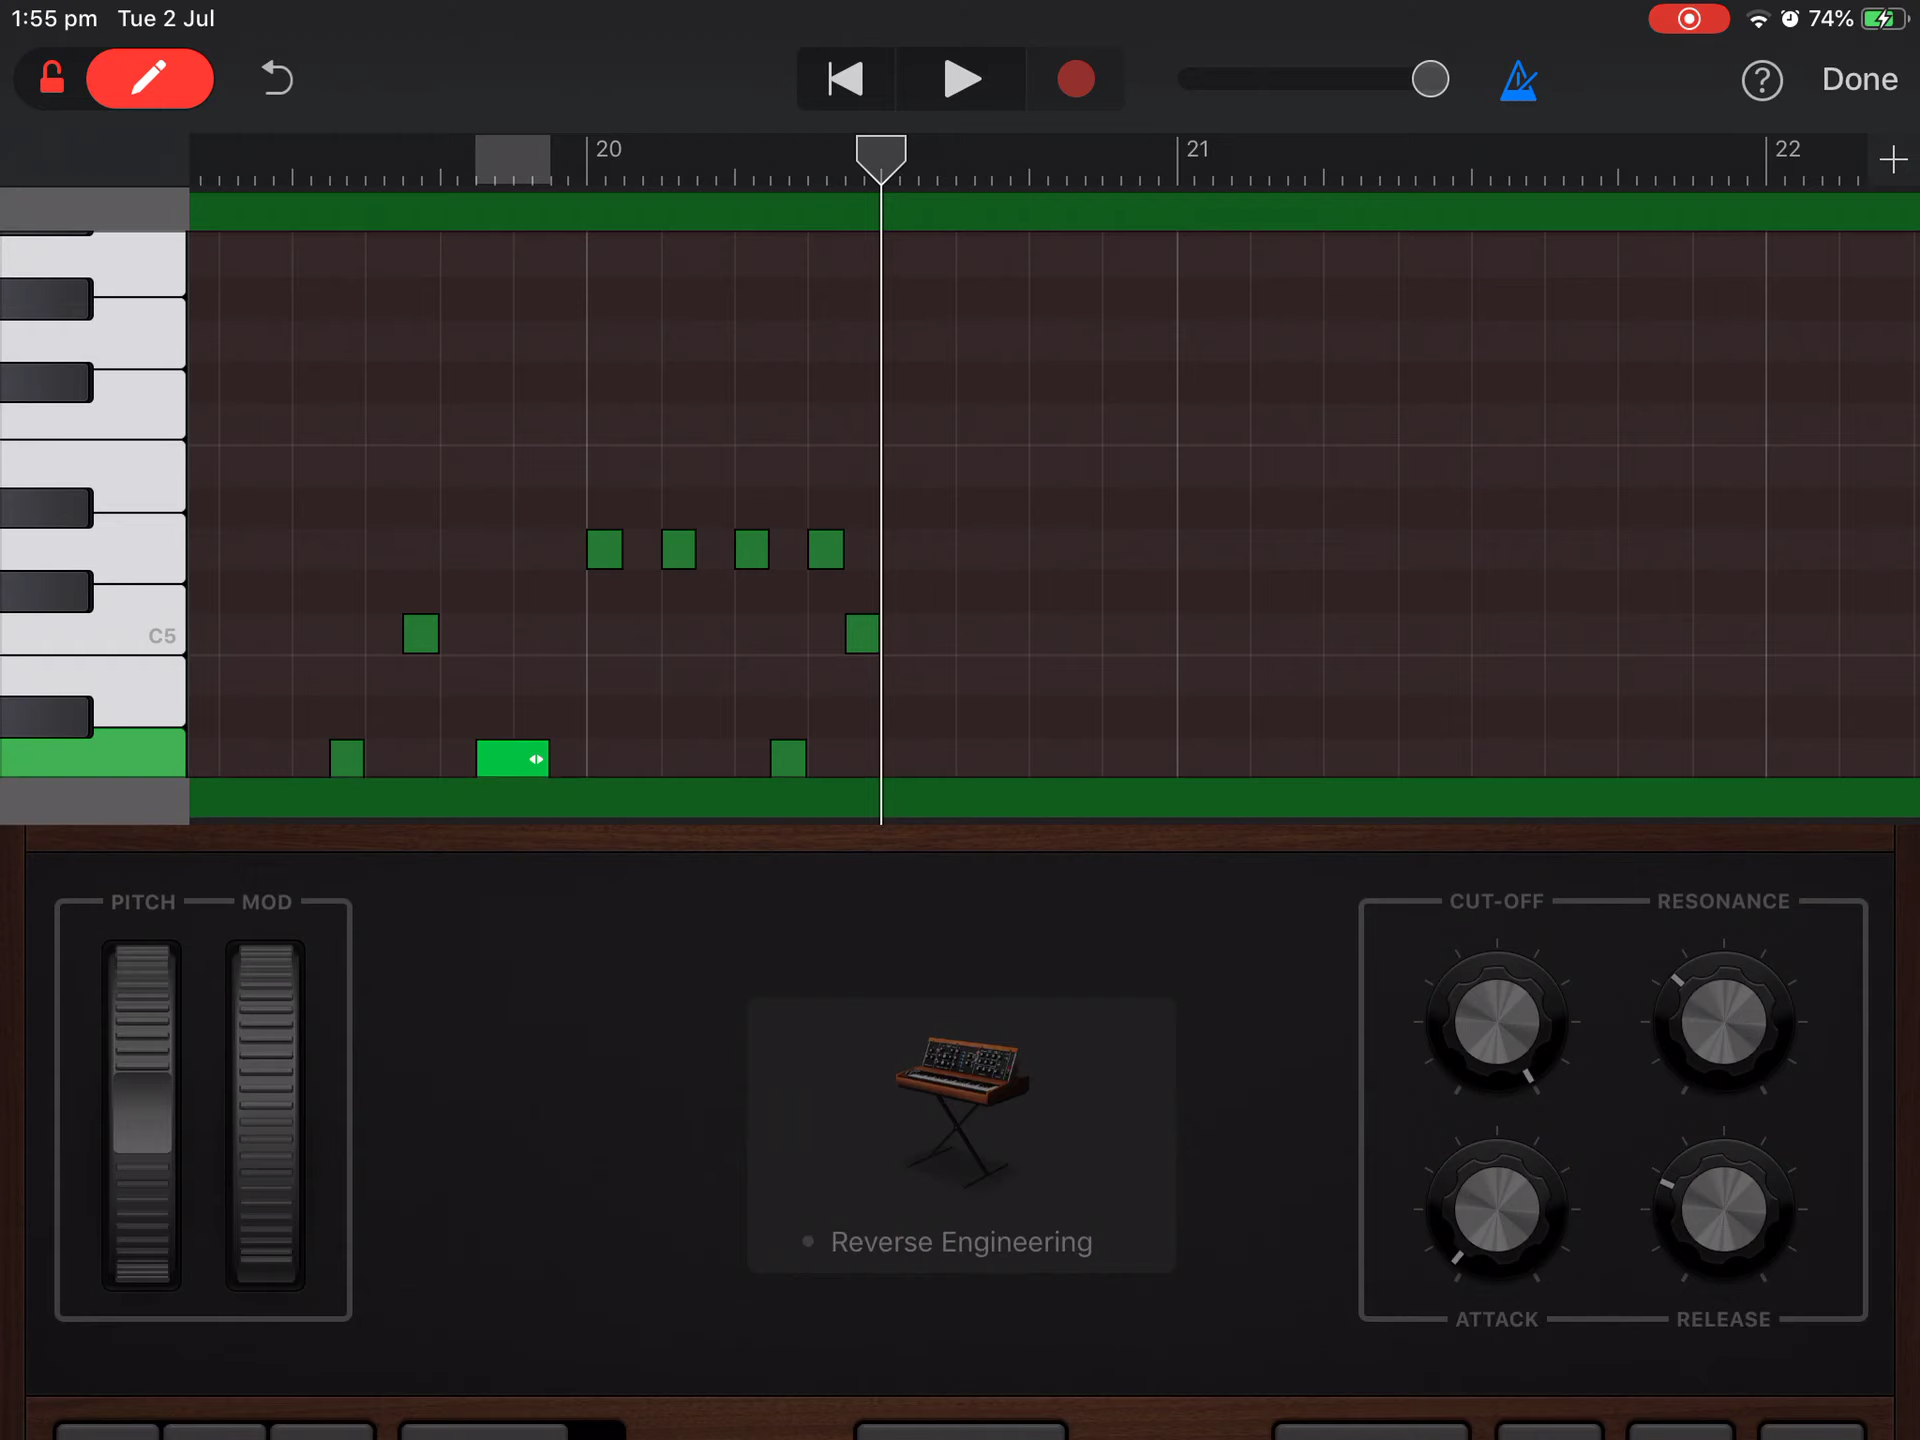 1:55 pm Tue 2 Jul
74%
? Done
20 21 22
C5
PITCH MOD
CUT-OFF RESONANCE
Reverse Engineering
ATTACK RELEASE